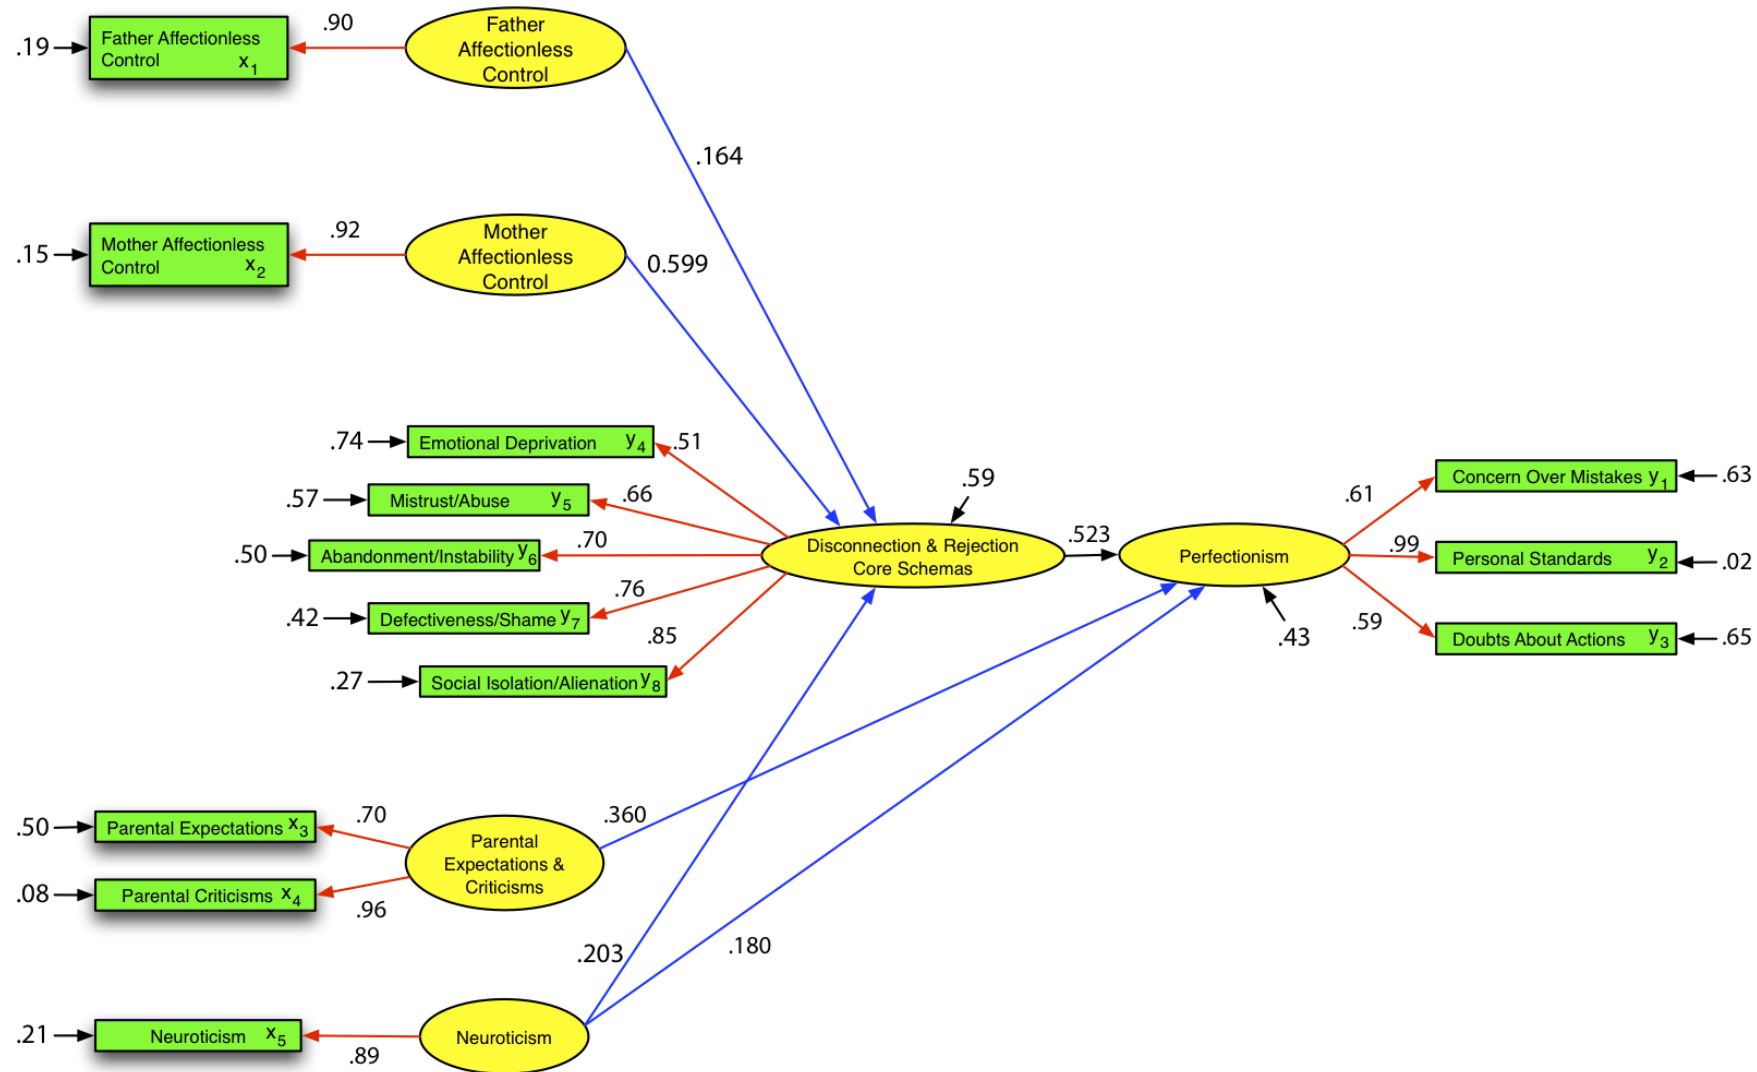 .19
Father Affectionless
Control x1
.90
Father
Affectionless
Control
.164
.15
Mother Affectionless
Control x2
.92
Mother
Affectionless
Control
0.599
.74
Emotional Deprivation y4
.51
.57
Mistrust/Abuse y5
.66
.50
Abandonment/Instability y6
.70
.42
Defectiveness/Shame y7
.76
.27
Social Isolation/Alienation y8
.85
.59
Disconnection & Rejection
Core Schemas
.523
Perfectionism
.43
.61
Concern Over Mistakes y1
.63
.99
Personal Standards y2
.02
.59
Doubts About Actions y3
.65
.50
Parental Expectations x3
.70
.08
Parental Criticisms x4
.96
Parental
Expectations &
Criticisms
.360
.203
.180
.21
Neuroticism x5
.89
Neuroticism